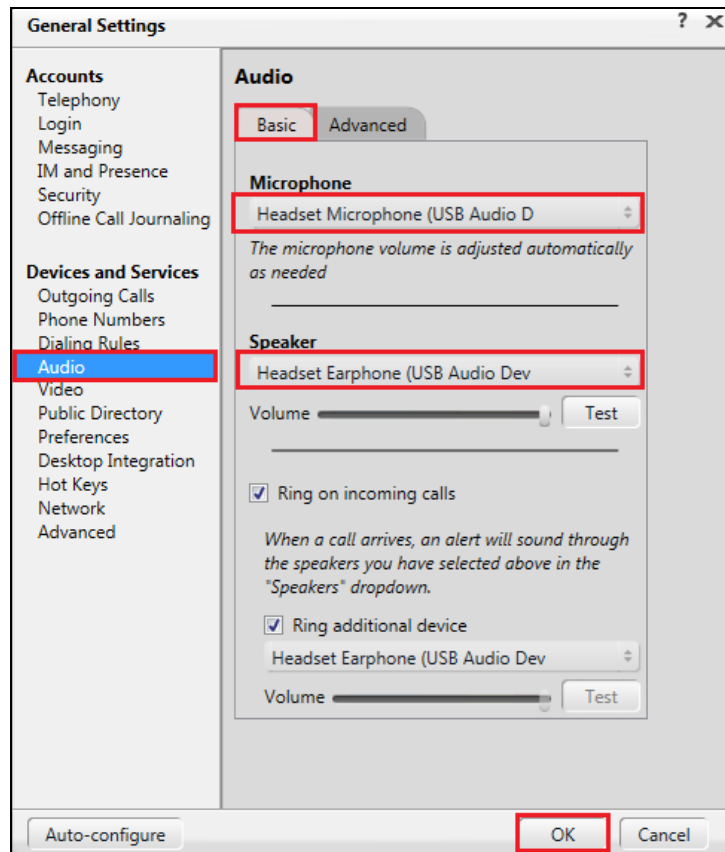 General Settings
?
Accounts
Telephony
Login
Messaging
IM and Presence
Security
Offline Call Journaling
Devices and Services
Outgoing Calls
Phone Numbers
Dialing Rules
Audio
Video
Public Directory
Preferences
Desktop Integration
Hot Keys
Network
Advanced
Audio
Basic Advanced
Microphone
Headset Microphone (USB Audio D
The microphone volume is adjusted automatically
as needed
Speaker
Headset Earphone (USB Audio Dev
Volume Test
Ring on incoming calls
When a call arrives, an alert will sound through
the speakers you have selected above in the
"Speakers" dropdown.
Ring additional device
Headset Earphone (USB Audio Dev
Volume Test
Auto-configure OK Cancel